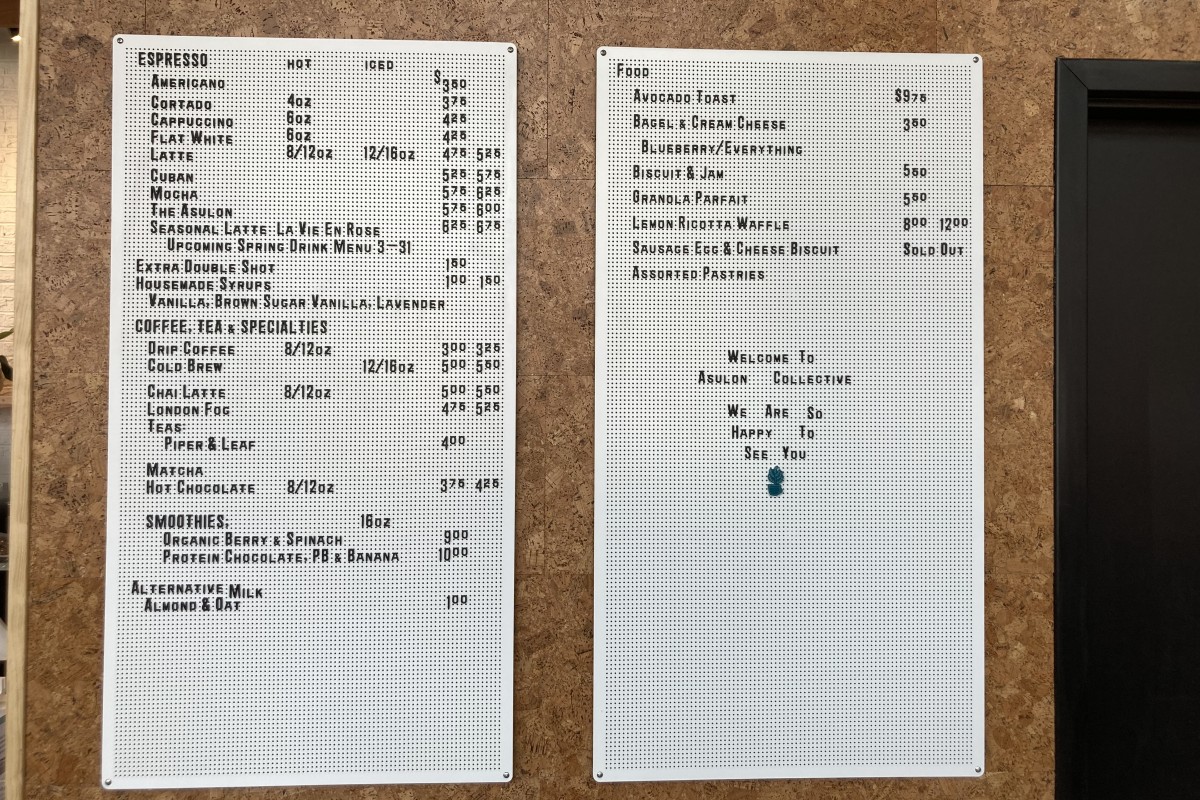 ESPRESSO HOT ICED
AMERICANO $350
CORTADO 4oz 375
CAPPUCCINO 6oz 425
FLAT WHITE 6oz 425
LATTE 8/12oz 12/16oz 475 525
CUBAN 525 575
MOCHA 575 625
THE ASULON 575 600
SEASONAL LATTE: LA VIE EN ROSE 625 675
UPCOMING SPRING DRINK MENU 3-31
EXTRA DOUBLE SHOT 150
HOUSEMADE SYRUPS 100 150
VANILLA, BROWN SUGAR VANILLA, LAVENDER
COFFEE, TEA & SPECIALTIES
DRIP COFFEE 8/12oz 300 325
COLD BREW 12/16oz 500 550
CHAI LATTE 8/12oz 500 550
LONDON FOG 475 525
TEAS:
PIPER & LEAF 400
MATCHA
HOT CHOCOLATE 8/12oz 375 425
SMOOTHIES, 16oz
ORGANIC BERRY & SPINACH 900
PROTEIN CHOCOLATE, PB & BANANA 1000
ALTERNATIVE MILK
ALMOND & OAT 100
FOOD
AVOCADO TOAST $975
BAGEL & CREAM CHEESE 350
BLUEBERRY/EVERYTHING
BISCUIT & JAM 550
GRANOLA PARFAIT 550
LEMON RICOTTA WAFFLE 800 1200
SAUSAGE EGG & CHEESE BISCUIT SOLD OUT
ASSORTED PASTRIES
WELCOME TO
ASULON COLLECTIVE
WE ARE SO
HAPPY TO
SEE YOU